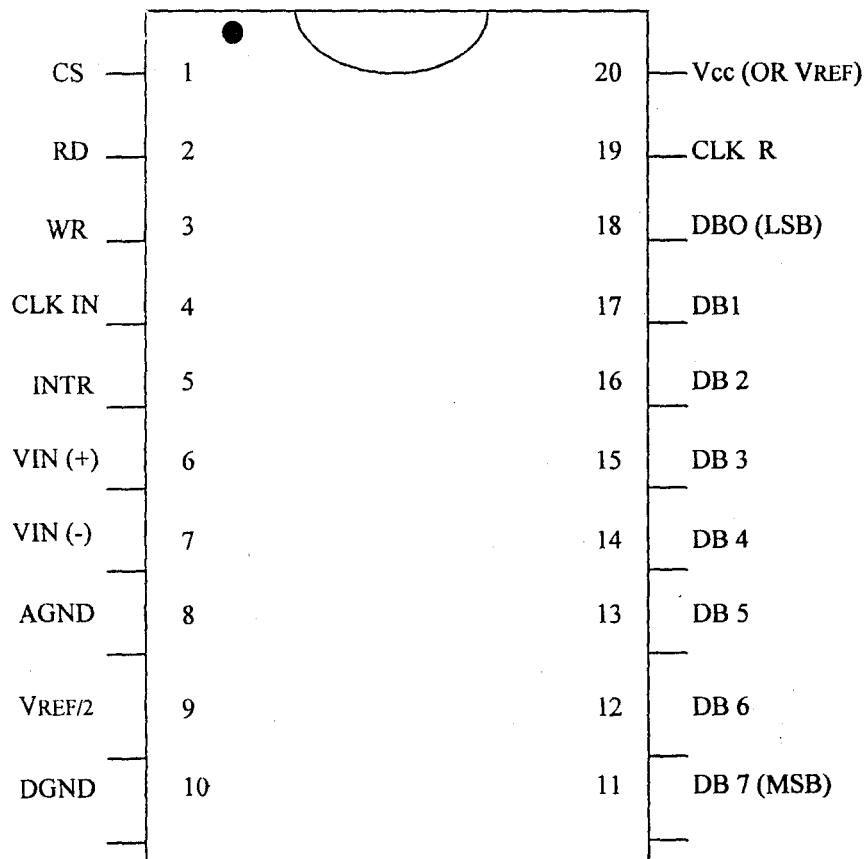 CS 1 20 Vcc (OR VREF)
RD 2 19 CLK R
WR 3 18 DBO (LSB)
CLK IN 4 17 DB1
INTR 5 16 DB 2
VIN (+) 6 15 DB 3
VIN (-) 7 14 DB 4
AGND 8 13 DB 5
VREF/2 9 12 DB 6
DGND 10 11 DB 7 (MSB)